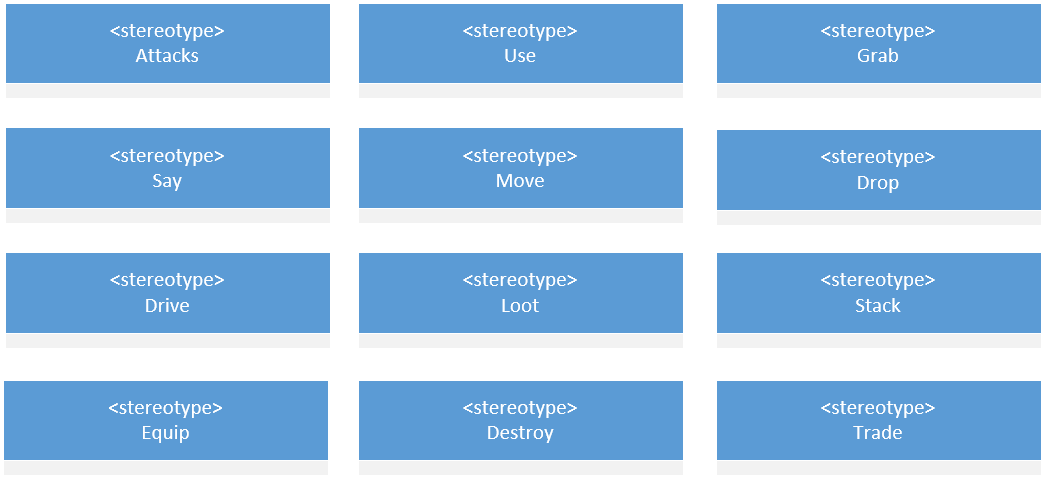 <stereotype>
Attacks
<stereotype>
Use
<stereotype>
Grab
<stereotype>
Say
<stereotype>
Move
<stereotype>
Drop
<stereotype>
Drive
<stereotype>
Loot
<stereotype>
Stack
<stereotype>
Equip
<stereotype>
Destroy
<stereotype>
Trade